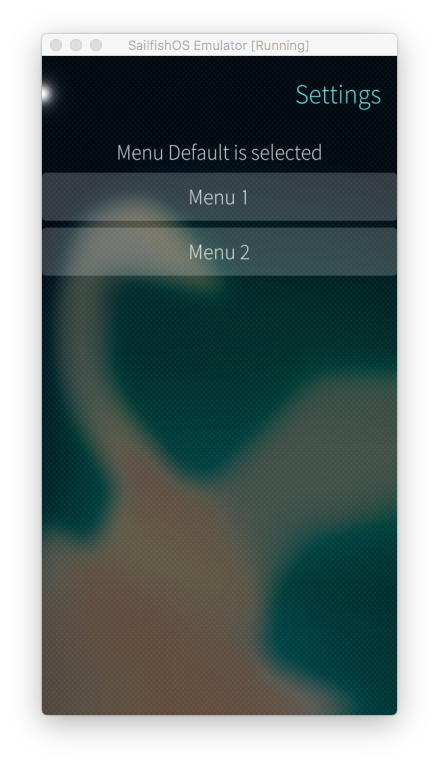 SailfishOS Emulator [Running]
Settings
Menu Default is selected
Menu 1
Menu 2